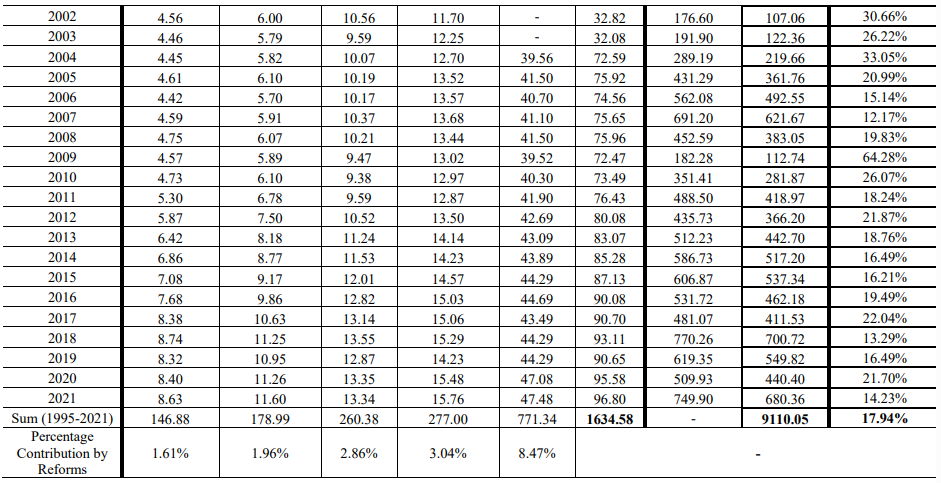 2002 4.56 6.00 10.56 11.70 - 32.82 176.60 107.06 30.66%
2003 4.46 5.79 9.59 12.25 - 32.08 191.90 122.36 26.22%
2004 4.45 5.82 10.07 12.70 39.56 72.59 289.19 219.66 33.05%
2005 4.61 6.10 10.19 13.52 41.50 75.92 431.29 361.76 20.99%
2006 4.42 5.70 10.17 13.57 40.70 74.56 562.08 492.55 15.14%
2007 4.59 5.91 10.37 13.68 41.10 75.65 691.20 621.67 12.17%
2008 4.75 6.07 10.21 13.44 41.50 75.96 452.59 383.05 19.83%
2009 4.57 5.89 9.47 13.02 39.52 72.47 182.28 112.74 64.28%
2010 4.73 6.10 9.38 12.97 40.30 73.49 351.41 281.87 26.07%
2011 5.30 6.78 9.59 12.87 41.90 76.43 488.50 418.97 18.24%
2012 5.87 7.50 10.52 13.50 42.69 80.08 435.73 366.20 21.87%
2013 6.42 8.18 11.24 14.14 43.09 83.07 512.23 442.70 18.76%
2014 6.86 8.77 11.53 14.23 43.89 85.28 586.73 517.20 16.49%
2015 7.08 9.17 12.01 14.57 44.29 87.13 606.87 537.34 16.21%
2016 7.68 9.86 12.82 15.03 44.69 90.08 531.72 462.18 19.49%
2017 8.38 10.63 13.14 15.06 43.49 90.70 481.07 411.53 22.04%
2018 8.74 11.25 13.55 15.29 44.29 93.11 770.26 700.72 13.29%
2019 8.32 10.95 12.87 14.23 44.29 90.65 619.35 549.82 16.49%
2020 8.40 11.26 13.35 15.48 47.08 95.58 509.93 440.40 21.70%
2021 8.63 11.60 13.34 15.76 47.48 96.80 749.90 680.36 14.23%
Sum (1995-2021) 146.88 178.99 260.38 277.00 771.34 1634.58 - 9110.05 17.94%
Percentage
Contribution by 1.61% 1.96% 2.86% 3.04% 8.47% -
Reforms